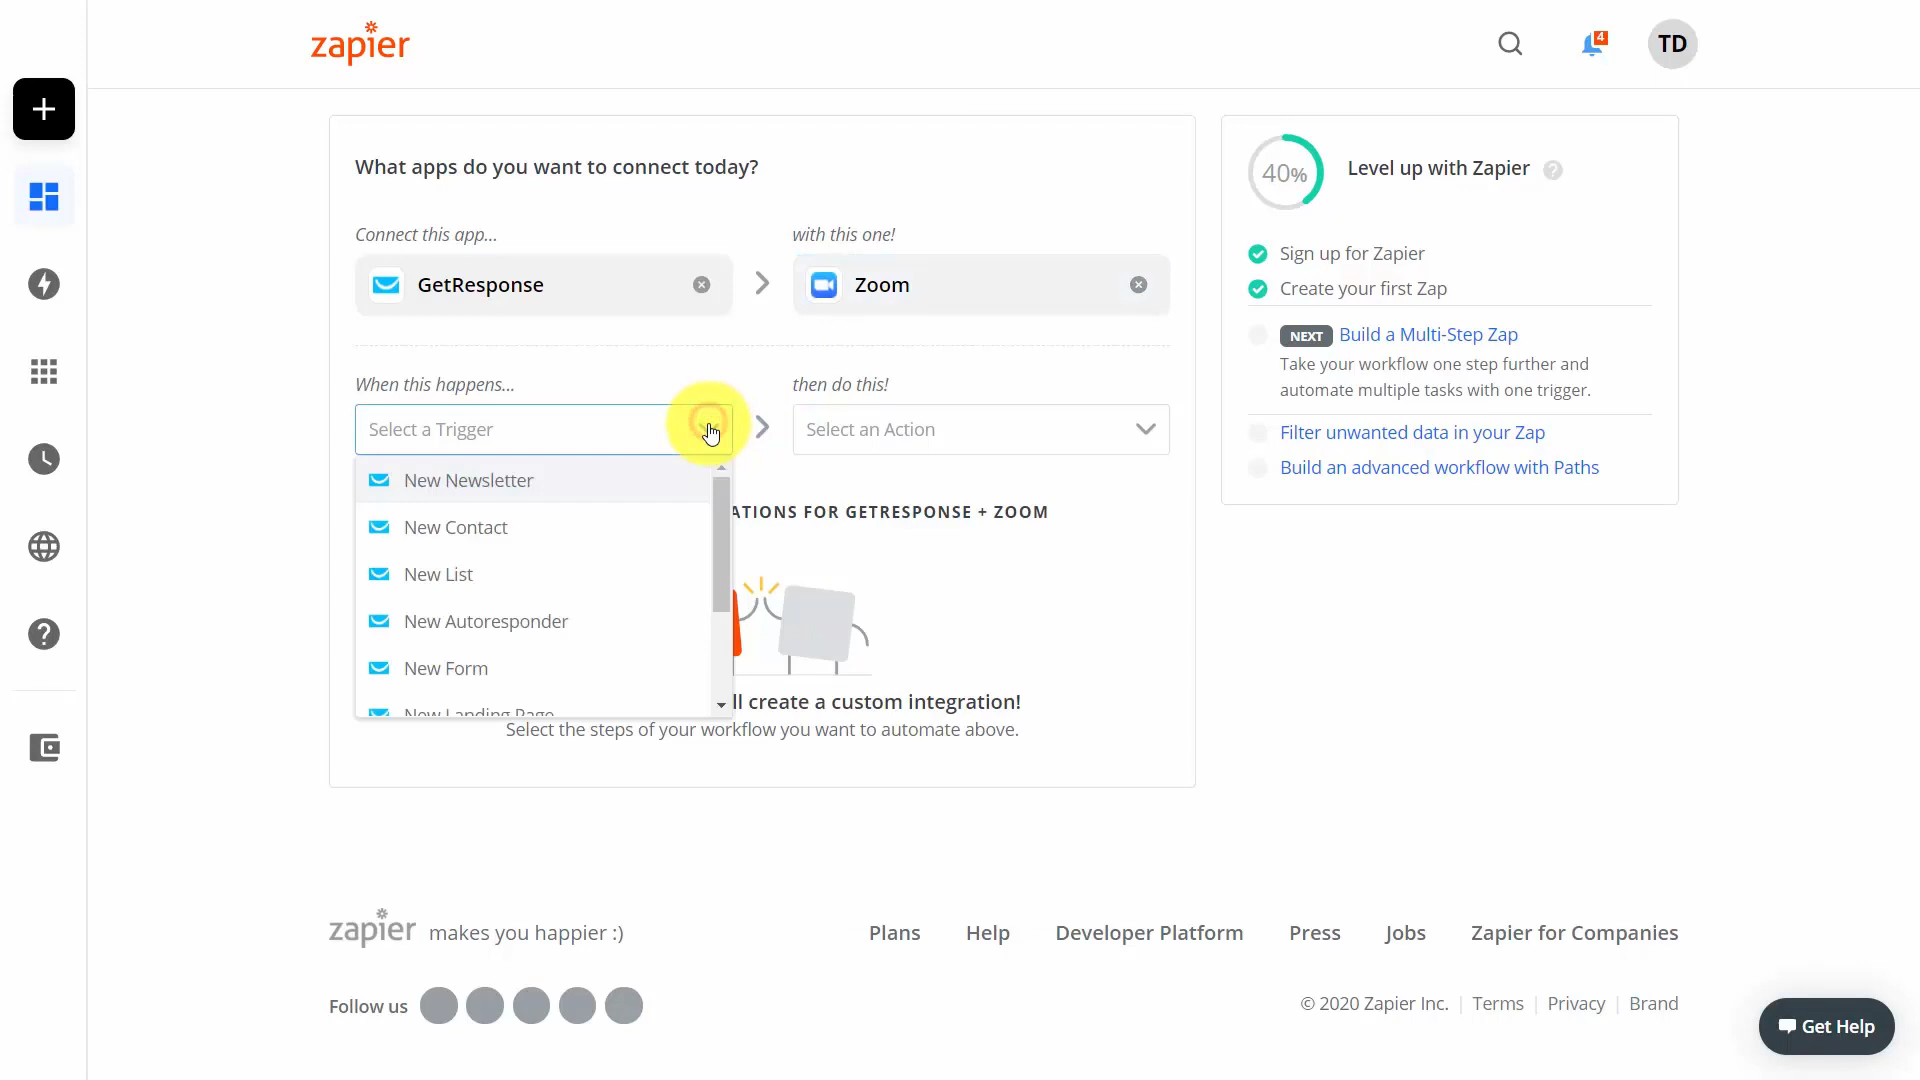 zapier
4
TD
What apps do you want to connect today?
Connect this app...
with this one!
GetResponse
Zoom
When this happens...
then do this!
Select a Trigger
Select an Action
New Newsletter
New Contact
New List
New Autoresponder
New Form
New Landing Page
ATIONS FOR GETRESPONSE + ZOOM
ll create a custom integration!
Select the steps of your workflow you want to automate above.
40%
Level up with Zapier
?
Sign up for Zapier
Create your first Zap
NEXT Build a Multi-Step Zap
Take your workflow one step further and
automate multiple tasks with one trigger.
Filter unwanted data in your Zap
Build an advanced workflow with Paths
zapier makes you happier :)
Plans
Help
Developer Platform
Press
Jobs
Zapier for Companies
Follow us
© 2020 Zapier Inc. | Terms | Privacy | Brand
Get Help